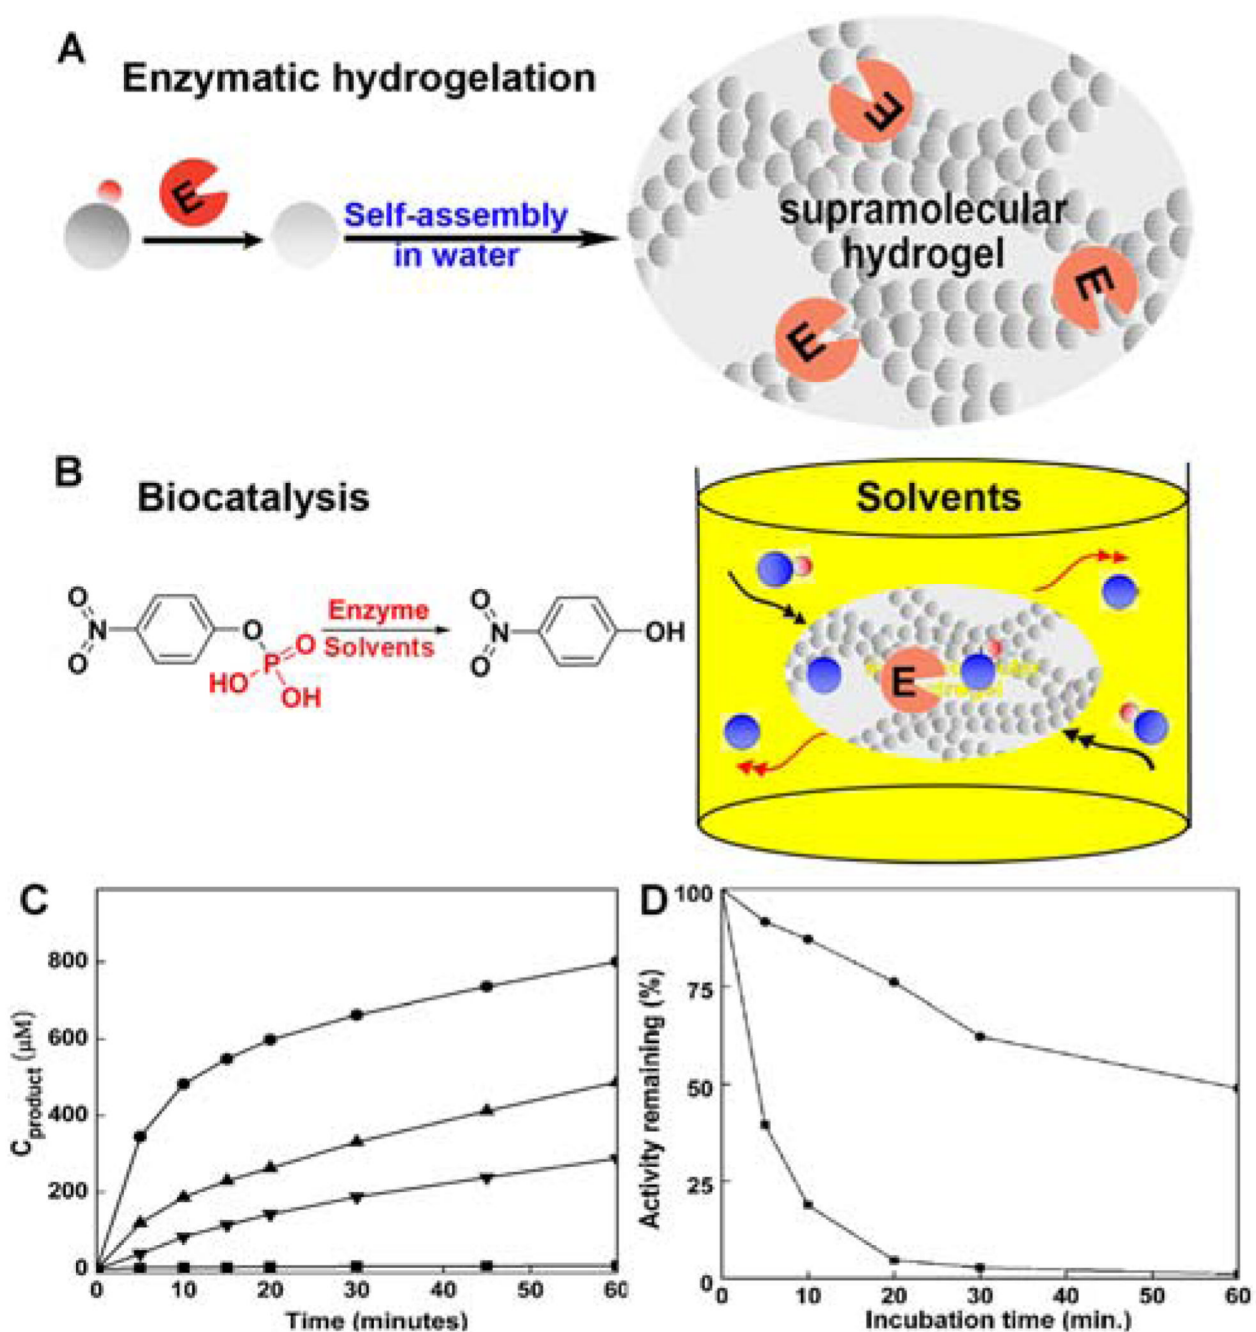 A
Enzymatic hydrogelation
E
Self-assembly
in water
E
supramolecular
hydrogel
E
E
B
Biocatalysis
Solvents
O
N
O
O
P
O
HO
OH
Enzyme
Solvents
O
N
O
OH
E
C
Cproduct (μM)
800
600
400
200
0
0 10 20 30 40 50 60
Time (minutes)
D
Activity remaining (%)
100
75
50
25
0
0 10 20 30 40 50 60
Incubation time (min.)